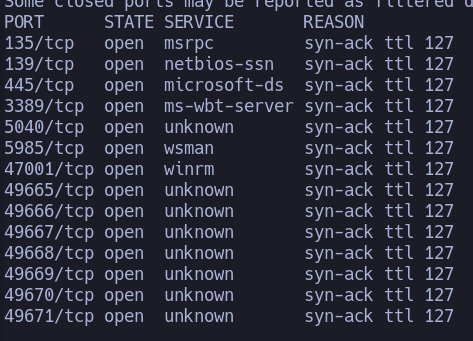 Some closed ports may be reported as filtered d
PORT STATE SERVICE REASON
135/tcp open msrpc syn-ack ttl 127
139/tcp open netbios-ssn syn-ack ttl 127
445/tcp open microsoft-ds syn-ack ttl 127
3389/tcp open ms-wbt-server syn-ack ttl 127
5040/tcp open unknown syn-ack ttl 127
5985/tcp open wsman syn-ack ttl 127
47001/tcp open winrm syn-ack ttl 127
49665/tcp open unknown syn-ack ttl 127
49666/tcp open unknown syn-ack ttl 127
49667/tcp open unknown syn-ack ttl 127
49668/tcp open unknown syn-ack ttl 127
49669/tcp open unknown syn-ack ttl 127
49670/tcp open unknown syn-ack ttl 127
49671/tcp open unknown syn-ack ttl 127